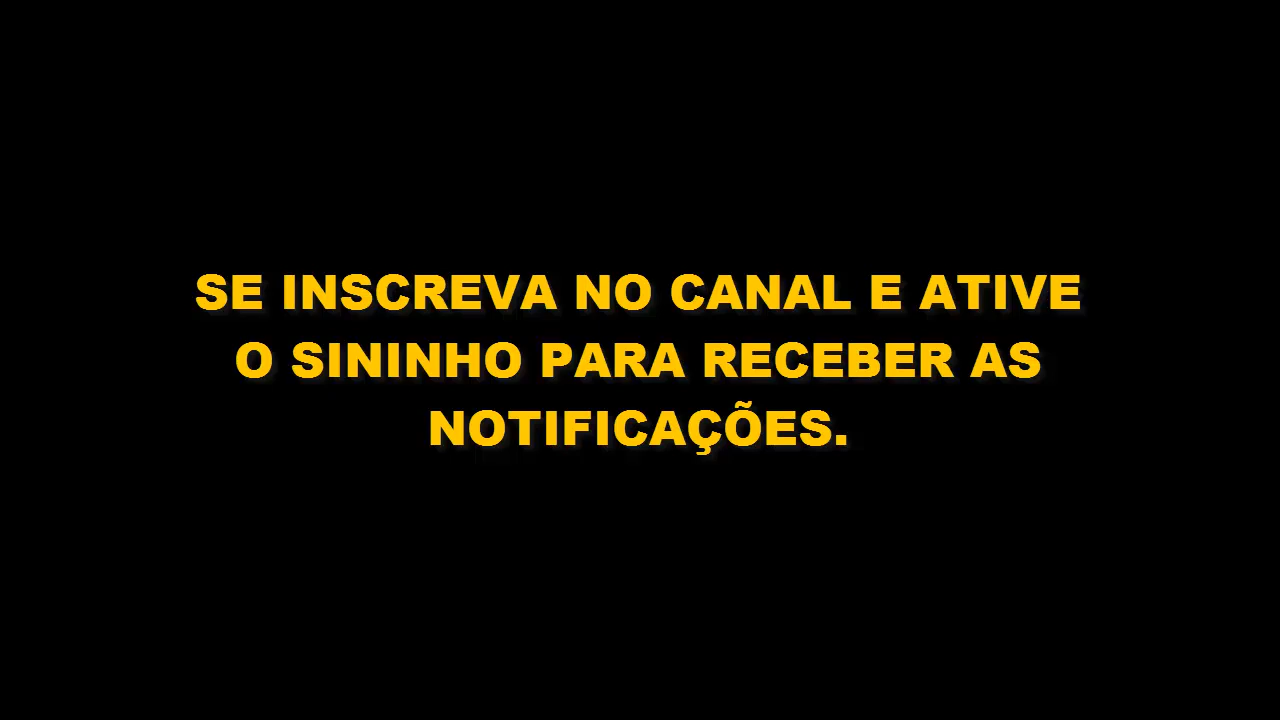 SE INSCREVA NO CANAL E ATIVE
O SININHO PARA RECEBER AS
NOTIFICAÇÕES.